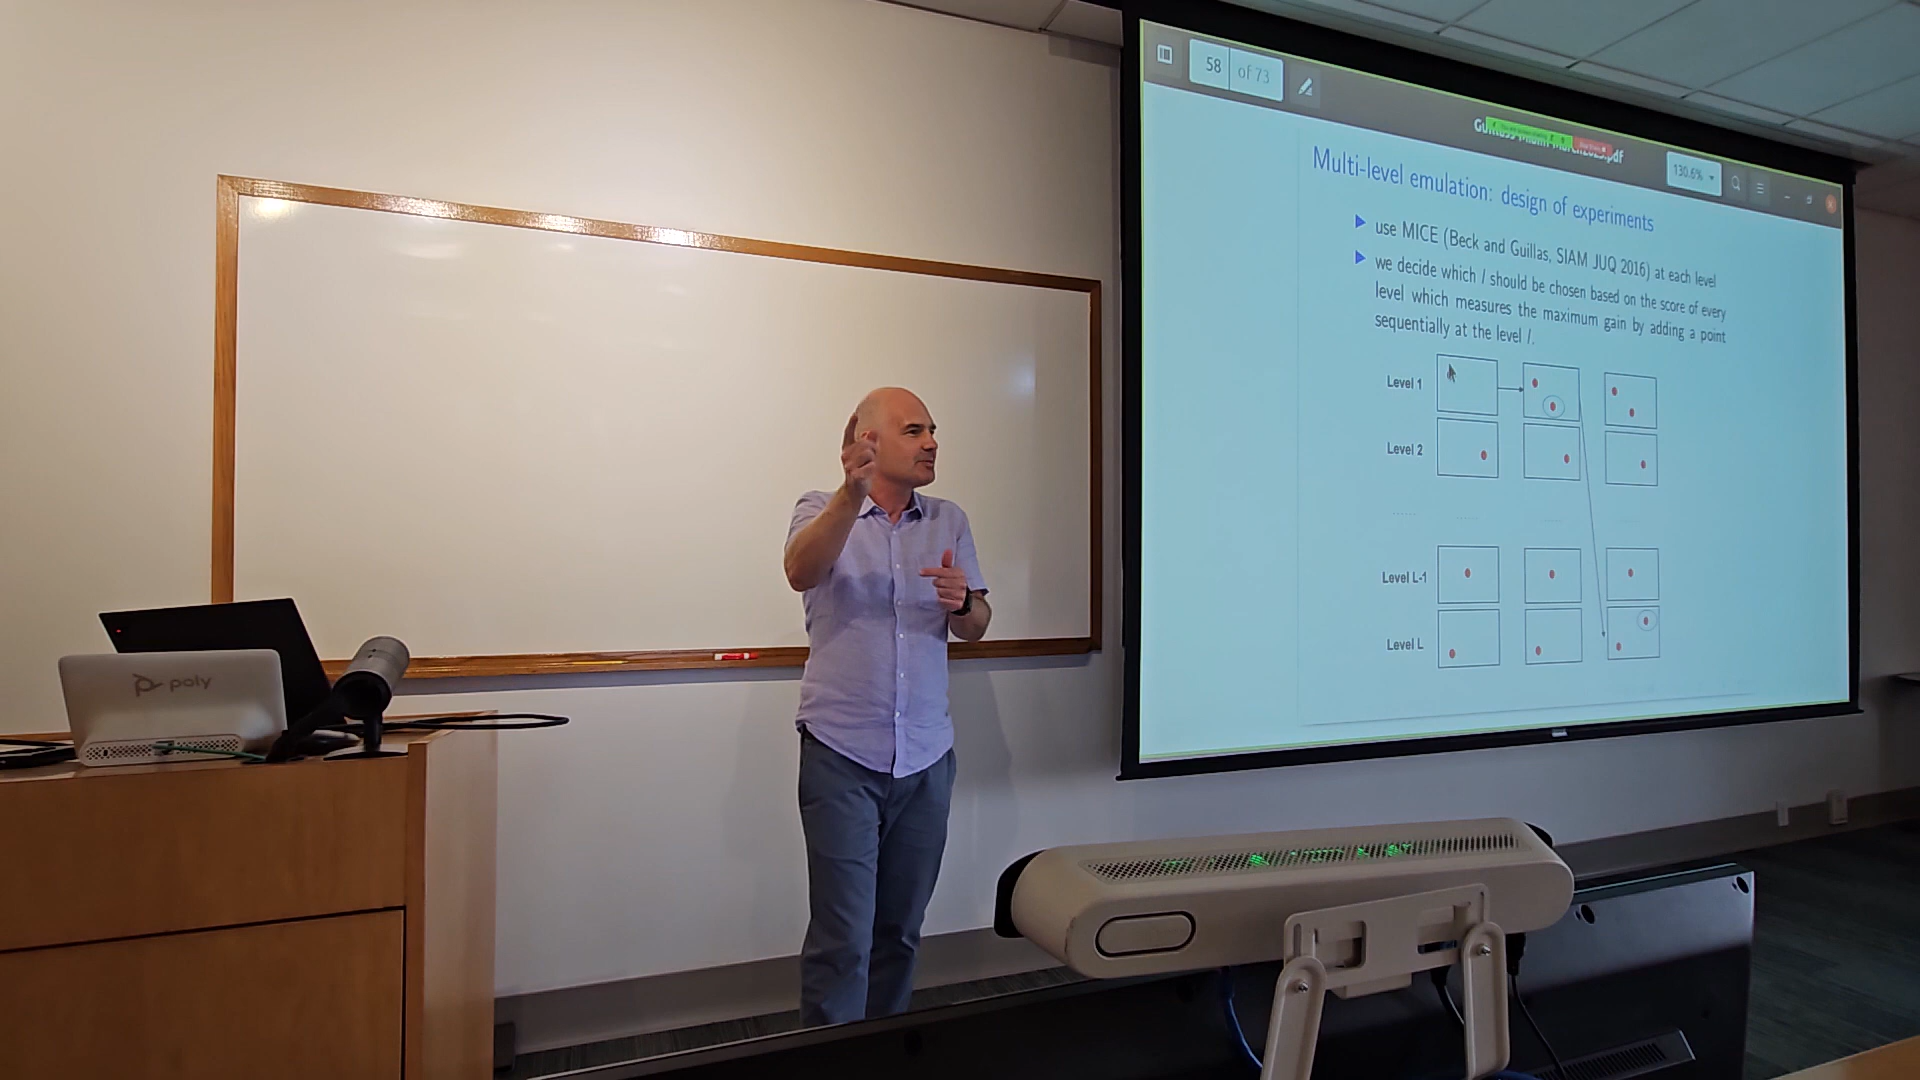 58 of 73
130.6%
Multi-level emulation: design of experiments
use MICE (Beck and Guillas, SIAM JUQ 2016) at each level
we decide which l should be chosen based on the score of every
level which measures the maximum gain by adding a point
sequentially at the level l.
Level 1
Level 2
Level L-1
Level L
poly